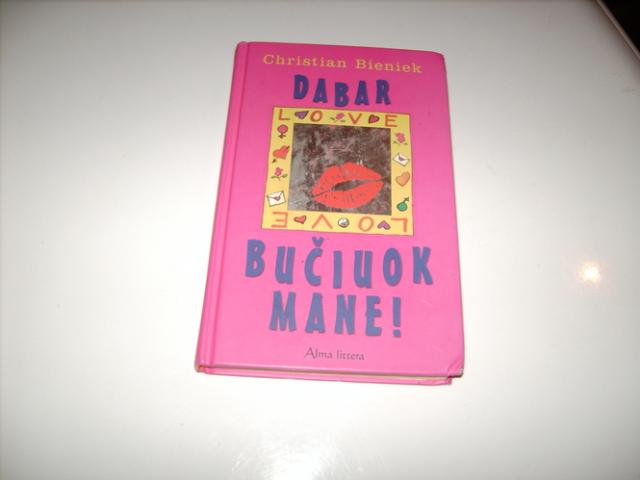 Christian Bieniek
DABAR
LOVE
LOVE
BUČIUOK
MANE!
Alma littera